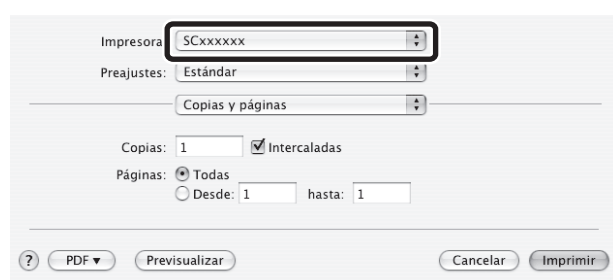 Impresora: SCxxxxxx
Preajustes: Estándar
Copias y páginas
Copias: 1 Intercaladas
Páginas: Todas
Desde: 1 hasta: 1
? PDF Previsualizar Cancelar Imprimir